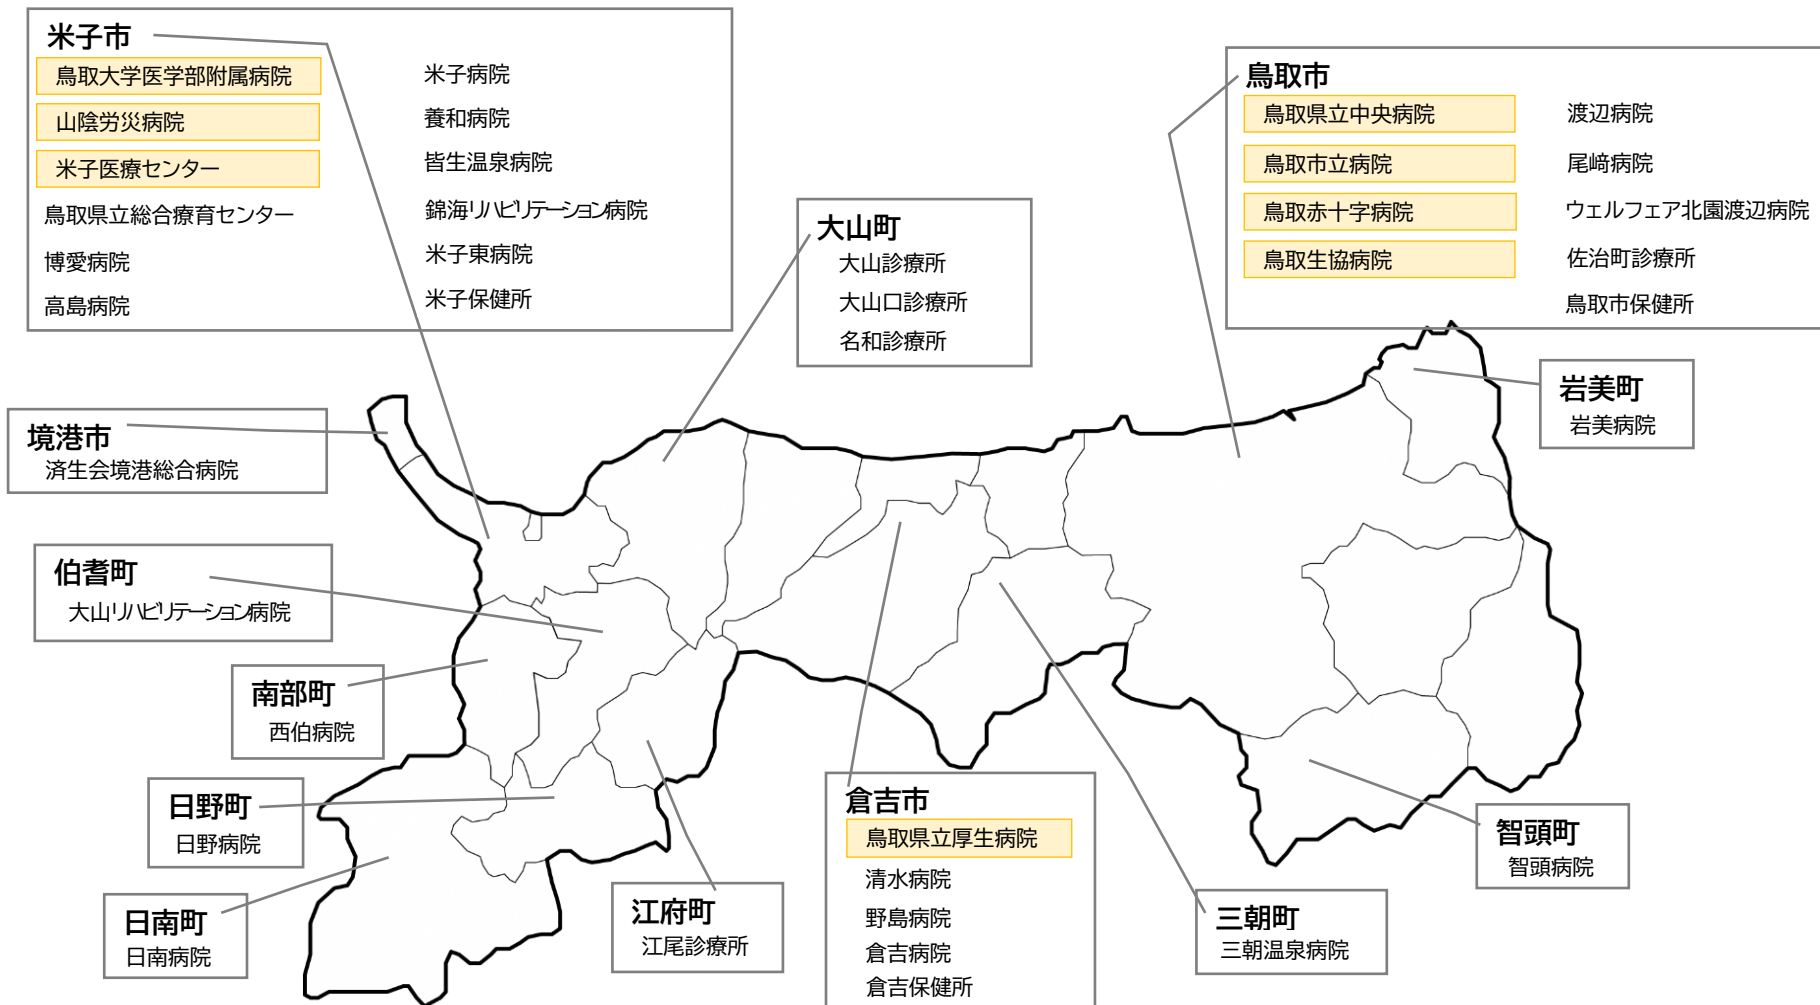 米子市
鳥取大学医学部附属病院
山陰労災病院
米子医療センター
鳥取県立総合療育センター
博愛病院
高島病院
米子病院
養和病院
皆生温泉病院
錦海リハビリテーション病院
米子東病院
米子保健所
大山町
大山診療所
大山口診療所
名和診療所
鳥取市
鳥取県立中央病院
鳥取市立病院
鳥取赤十字病院
鳥取生協病院
渡辺病院
尾﨑病院
ウェルフェア北園渡辺病院
佐治町診療所
鳥取市保健所
岩美町
岩美病院
境港市
済生会境港総合病院
伯耆町
大山リハビリテーション病院
南部町
西伯病院
日野町
日野病院
日南町
日南病院
江府町
江尾診療所
倉吉市
鳥取県立厚生病院
清水病院
野島病院
倉吉病院
倉吉保健所
三朝町
三朝温泉病院
智頭町
智頭病院